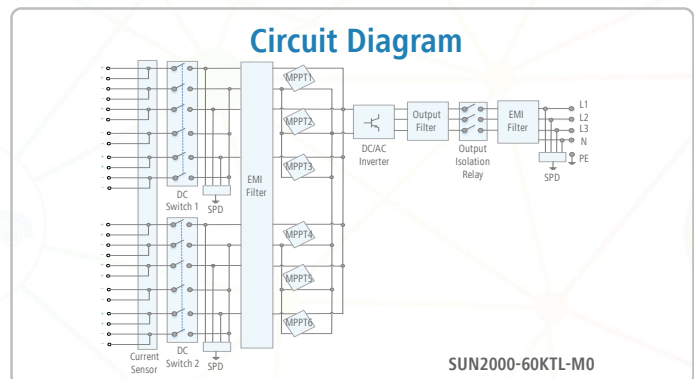 Circuit Diagram
MPPT1
MPPT2
MPPT3
MPPT4
MPPT5
MPPT6
EMI
Filter
DC
Switch 1
SPD
DC
Switch 2
SPD
Current
Sensor
DC/AC
Inverter
Output
Filter
Output
Isolation
Relay
EMI
Filter
L1
L2
L3
N
PE
SPD
SUN2000-60KTL-M0